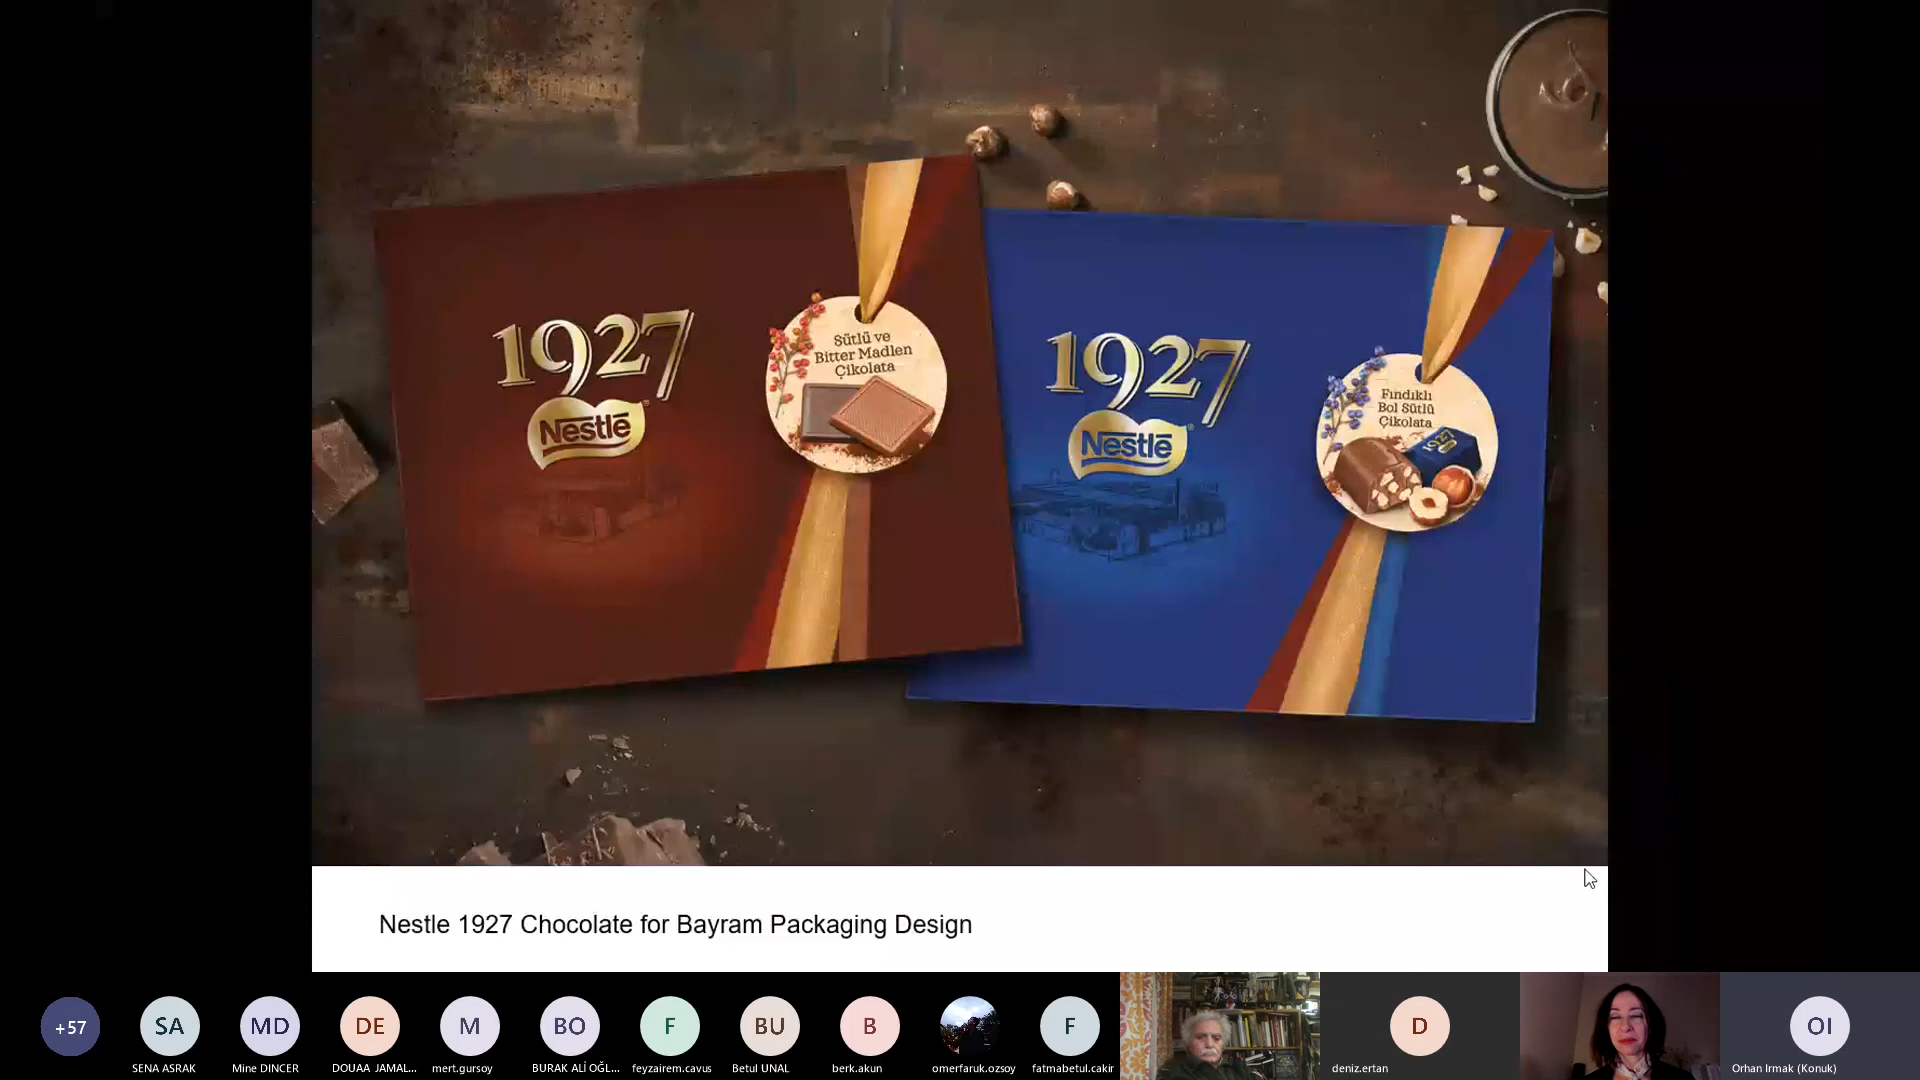 1927
Nestlé
Sütlü ve
Bitter Madlen
Çikolata
1927
Nestlé
Fındıklı
Bol Sütlü
Çikolata
1927
Nestle 1927 Chocolate for Bayram Packaging Design
+57
SA
MD
DE
M
BO
F
BU
B
F
D
OI
SENA ASRAK
Mine DINCER
DOUAA JAMAL...
mert.gursoy
BURAK ALİ OĞL...
feyzairem.cavus
Betul UNAL
berk.akun
omerfaruk.ozsoy
fatmabetul.cakir
deniz.ertan
Orhan Irmak (Konuk)